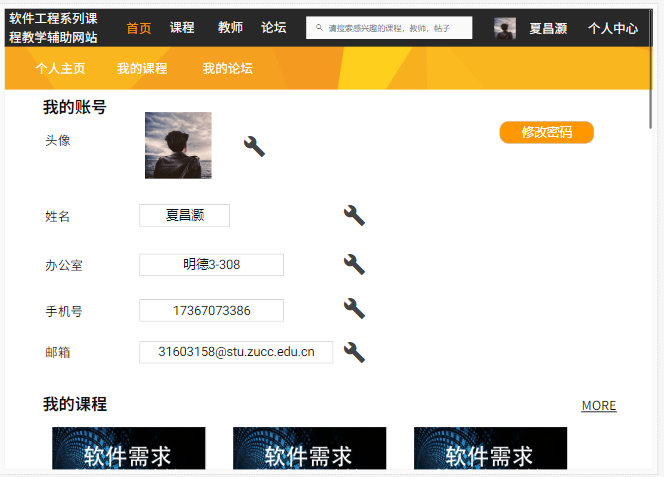 软件工程系列课
程教学辅助网站
首页 课程 教师 论坛 请搜索感兴趣的课程，教师，帖子 夏昌灏 个人中心
个人主页 我的课程 我的论坛
我的账号
头像 修改密码
姓名 夏昌灏
办公室 明德3-308
手机号 17367073386
邮箱 31603158@stu.zucc.edu.cn
我的课程 MORE
软件需求 软件需求 软件需求